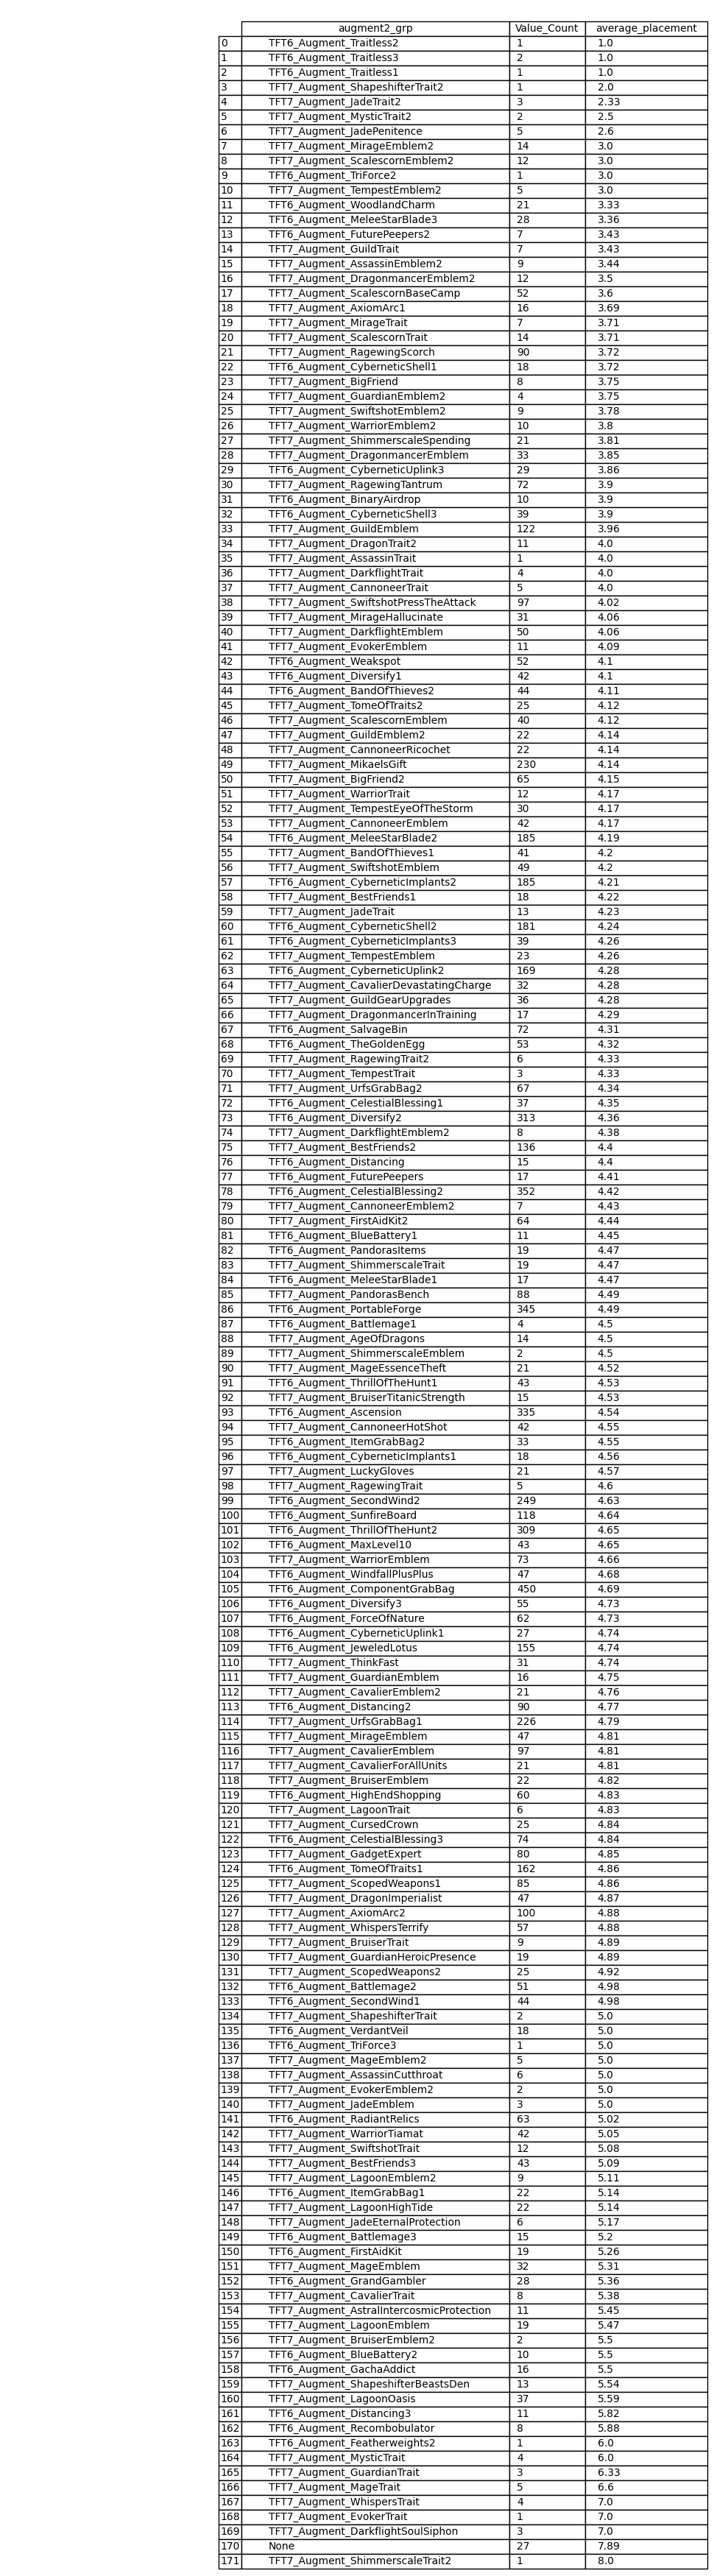 augment2_grp Value_Count average_placement
0 TFT6_Augment_Traitless2 1 1.0
1 TFT6_Augment_Traitless3 2 1.0
2 TFT6_Augment_Traitless1 1 1.0
3 TFT7_Augment_ShapeshifterTrait2 1 2.0
4 TFT7_Augment_JadeTrait2 3 2.33
5 TFT7_Augment_MysticTrait2 2 2.5
6 TFT7_Augment_JadePenitence 5 2.6
7 TFT7_Augment_MirageEmblem2 14 3.0
8 TFT7_Augment_ScalescornEmblem2 12 3.0
9 TFT6_Augment_TriForce2 1 3.0
10 TFT7_Augment_TempestEmblem2 5 3.0
11 TFT6_Augment_WoodlandCharm 21 3.33
12 TFT6_Augment_MeleeStarBlade3 28 3.36
13 TFT6_Augment_FuturePeepers2 7 3.43
14 TFT7_Augment_GuildTrait 7 3.43
15 TFT7_Augment_AssassinEmblem2 9 3.44
16 TFT7_Augment_DragonmancerEmblem2 12 3.5
17 TFT7_Augment_ScalescornBaseCamp 52 3.6
18 TFT7_Augment_AxiomArc1 16 3.69
19 TFT7_Augment_MirageTrait 7 3.71
20 TFT7_Augment_ScalescornTrait 14 3.71
21 TFT7_Augment_RagewingScorch 90 3.72
22 TFT6_Augment_CyberneticShell1 18 3.72
23 TFT7_Augment_BigFriend 8 3.75
24 TFT7_Augment_GuardianEmblem2 4 3.75
25 TFT7_Augment_SwiftshotEmblem2 9 3.78
26 TFT7_Augment_WarriorEmblem2 10 3.8
27 TFT7_Augment_ShimmerscaleSpending 21 3.81
28 TFT7_Augment_DragonmancerEmblem 33 3.85
29 TFT6_Augment_CyberneticUplink3 29 3.86
30 TFT7_Augment_RagewingTantrum 72 3.9
31 TFT6_Augment_BinaryAirdrop 10 3.9
32 TFT6_Augment_CyberneticShell3 39 3.9
33 TFT7_Augment_GuildEmblem 122 3.96
34 TFT7_Augment_DragonTrait2 11 4.0
35 TFT7_Augment_AssassinTrait 1 4.0
36 TFT7_Augment_DarkflightTrait 4 4.0
37 TFT7_Augment_CannoneerTrait 5 4.0
38 TFT7_Augment_SwiftshotPressTheAttack 97 4.02
39 TFT7_Augment_MirageHallucinate 31 4.06
40 TFT7_Augment_DarkflightEmblem 50 4.06
41 TFT7_Augment_EvokerEmblem 11 4.09
42 TFT6_Augment_Weakspot 52 4.1
43 TFT6_Augment_Diversify1 42 4.1
44 TFT6_Augment_BandOfThieves2 44 4.11
45 TFT6_Augment_TomeOfTraits2 25 4.12
46 TFT7_Augment_ScalescornEmblem 40 4.12
47 TFT7_Augment_GuildEmblem2 22 4.14
48 TFT7_Augment_CannoneerRicochet 22 4.14
49 TFT7_Augment_MikaelsGift 230 4.14
50 TFT7_Augment_BigFriend2 65 4.15
51 TFT7_Augment_WarriorTrait 12 4.17
52 TFT7_Augment_TempestEyeOfTheStorm 30 4.17
53 TFT7_Augment_CannoneerEmblem 42 4.17
54 TFT6_Augment_MeleeStarBlade2 185 4.19
55 TFT7_Augment_BandOfThieves1 41 4.2
56 TFT7_Augment_SwiftshotEmblem 49 4.2
57 TFT6_Augment_CyberneticImplants2 185 4.21
58 TFT7_Augment_BestFriends1 18 4.22
59 TFT7_Augment_JadeTrait 13 4.23
60 TFT6_Augment_CyberneticShell2 181 4.24
61 TFT6_Augment_CyberneticImplants3 39 4.26
62 TFT7_Augment_TempestEmblem 23 4.26
63 TFT6_Augment_CyberneticUplink2 169 4.28
64 TFT7_Augment_CavalierDevastatingCharge 32 4.28
65 TFT7_Augment_GuildGearUpgrades 36 4.28
66 TFT7_Augment_DragonmancerInTraining 17 4.29
67 TFT6_Augment_SalvageBin 72 4.31
68 TFT6_Augment_TheGoldenEgg 53 4.32
69 TFT7_Augment_RagewingTrait2 6 4.33
70 TFT7_Augment_TempestTrait 3 4.33
71 TFT7_Augment_UrfsGrabBag2 67 4.34
72 TFT6_Augment_CelestialBlessing1 37 4.35
73 TFT6_Augment_Diversify2 313 4.36
74 TFT7_Augment_DarkflightEmblem2 8 4.38
75 TFT7_Augment_BestFriends2 136 4.4
76 TFT6_Augment_Distancing 15 4.4
77 TFT6_Augment_FuturePeepers 17 4.41
78 TFT6_Augment_CelestialBlessing2 352 4.42
79 TFT7_Augment_CannoneerEmblem2 7 4.43
80 TFT7_Augment_FirstAidKit2 64 4.44
81 TFT6_Augment_BlueBattery1 11 4.45
82 TFT6_Augment_PandorasItems 19 4.47
83 TFT7_Augment_ShimmerscaleTrait 19 4.47
84 TFT6_Augment_MeleeStarBlade1 17 4.47
85 TFT7_Augment_PandorasBench 88 4.49
86 TFT6_Augment_PortableForge 345 4.49
87 TFT6_Augment_Battlemage1 4 4.5
88 TFT7_Augment_AgeOfDragons 14 4.5
89 TFT7_Augment_ShimmerscaleEmblem 2 4.5
90 TFT7_Augment_MageEssenceTheft 21 4.52
91 TFT6_Augment_ThrillOfTheHunt1 43 4.53
92 TFT7_Augment_BruiserTitanicStrength 15 4.53
93 TFT6_Augment_Ascension 335 4.54
94 TFT7_Augment_CannoneerHotShot 42 4.55
95 TFT6_Augment_ItemGrabBag2 33 4.55
96 TFT6_Augment_CyberneticImplants1 18 4.56
97 TFT7_Augment_LuckyGloves 21 4.57
98 TFT7_Augment_RagewingTrait 5 4.6
99 TFT6_Augment_SecondWind2 249 4.63
100 TFT6_Augment_SunfireBoard 118 4.64
101 TFT6_Augment_ThrillOfTheHunt2 309 4.65
102 TFT6_Augment_MaxLevel10 43 4.65
103 TFT7_Augment_WarriorEmblem 73 4.66
104 TFT6_Augment_WindfallPlusPlus 47 4.68
105 TFT6_Augment_ComponentGrabBag 450 4.69
106 TFT6_Augment_Diversify3 55 4.73
107 TFT6_Augment_ForceOfNature 62 4.73
108 TFT6_Augment_CyberneticUplink1 27 4.74
109 TFT6_Augment_JeweledLotus 155 4.74
110 TFT7_Augment_ThinkFast 31 4.74
111 TFT7_Augment_GuardianEmblem 16 4.75
112 TFT7_Augment_CavalierEmblem2 21 4.76
113 TFT6_Augment_Distancing2 90 4.77
114 TFT7_Augment_UrfsGrabBag1 226 4.79
115 TFT7_Augment_MirageEmblem 47 4.81
116 TFT7_Augment_CavalierEmblem 97 4.81
117 TFT7_Augment_CavalierForAllUnits 21 4.81
118 TFT7_Augment_BruiserEmblem 22 4.82
119 TFT6_Augment_HighEndShopping 60 4.83
120 TFT7_Augment_LagoonTrait 6 4.83
121 TFT7_Augment_CursedCrown 25 4.84
122 TFT6_Augment_CelestialBlessing3 74 4.84
123 TFT7_Augment_GadgetExpert 80 4.85
124 TFT6_Augment_TomeOfTraits1 162 4.86
125 TFT7_Augment_ScopedWeapons1 85 4.86
126 TFT7_Augment_DragonImperialist 47 4.87
127 TFT7_Augment_AxiomArc2 100 4.88
128 TFT7_Augment_WhispersTerrify 57 4.88
129 TFT7_Augment_BruiserTrait 9 4.89
130 TFT7_Augment_GuardianHeroicPresence 19 4.89
131 TFT7_Augment_ScopedWeapons2 25 4.92
132 TFT6_Augment_Battlemage2 51 4.98
133 TFT6_Augment_SecondWind1 44 4.98
134 TFT7_Augment_ShapeshifterTrait 2 5.0
135 TFT6_Augment_VerdantVeil 18 5.0
136 TFT6_Augment_TriForce3 1 5.0
137 TFT7_Augment_MageEmblem2 5 5.0
138 TFT7_Augment_AssassinCutthroat 6 5.0
139 TFT7_Augment_EvokerEmblem2 2 5.0
140 TFT7_Augment_JadeEmblem 3 5.0
141 TFT6_Augment_RadiantRelics 63 5.02
142 TFT7_Augment_WarriorTiamat 42 5.05
143 TFT7_Augment_SwiftshotTrait 12 5.08
144 TFT7_Augment_BestFriends3 43 5.09
145 TFT7_Augment_LagoonEmblem2 9 5.11
146 TFT6_Augment_ItemGrabBag1 22 5.14
147 TFT7_Augment_LagoonHighTide 22 5.14
148 TFT7_Augment_JadeEternalProtection 6 5.17
149 TFT6_Augment_Battlemage3 15 5.2
150 TFT6_Augment_FirstAidKit 19 5.26
151 TFT7_Augment_MageEmblem 32 5.31
152 TFT6_Augment_GrandGambler 28 5.36
153 TFT7_Augment_CavalierTrait 8 5.38
154 TFT7_Augment_AstralIntercosmicProtection 11 5.45
155 TFT7_Augment_LagoonEmblem 19 5.47
156 TFT7_Augment_BruiserEmblem2 2 5.5
157 TFT6_Augment_BlueBattery2 10 5.5
158 TFT6_Augment_GachaAddict 16 5.5
159 TFT7_Augment_ShapeshifterBeastsDen 13 5.54
160 TFT7_Augment_LagoonOasis 37 5.59
161 TFT6_Augment_Distancing3 11 5.82
162 TFT6_Augment_Recombobulator 8 5.88
163 TFT6_Augment_Featherweights2 1 6.0
164 TFT7_Augment_MysticTrait 4 6.0
165 TFT7_Augment_GuardianTrait 3 6.33
166 TFT7_Augment_MageTrait 5 6.6
167 TFT7_Augment_WhispersTrait 4 7.0
168 TFT7_Augment_EvokerTrait 1 7.0
169 TFT7_Augment_DarkflightSoulSiphon 3 7.0
170 None 27 7.89
171 TFT7_Augment_ShimmerscaleTrait2 1 8.0